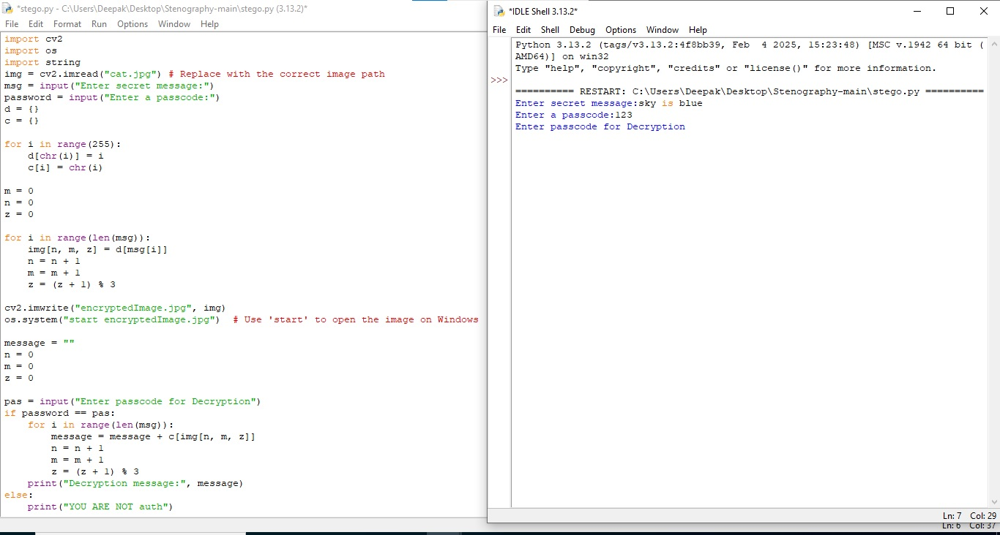 *stego.py - C:\Users\Deepak\Desktop\Stenography-main\stego.py (3.13.2)*
File Edit Format Run Options Window Help
import cv2
import os
import string
img = cv2.imread("cat.jpg") # Replace with the correct image path
msg = input("Enter secret message:")
password = input("Enter a passcode:")
d = {}
c = {}
for i in range(255):
    d[chr(i)] = i
    c[i] = chr(i)
m = 0
n = 0
z = 0
for i in range(len(msg)):
    img[n, m, z] = d[msg[i]]
    n = n + 1
    m = m + 1
    z = (z + 1) % 3
cv2.imwrite("encryptedImage.jpg", img)
os.system("start encryptedImage.jpg")  # Use 'start' to open the image on Windows
message = ""
n = 0
m = 0
z = 0
pas = input("Enter passcode for Decryption")
if password == pas:
    for i in range(len(msg)):
        message = message + c[img[n, m, z]]
        n = n + 1
        m = m + 1
        z = (z + 1) % 3
    print("Decryption message:", message)
else:
    print("YOU ARE NOT auth")
*IDLE Shell 3.13.2*
File Edit Shell Debug Options Window Help
Python 3.13.2 (tags/v3.13.2:4f8bb39, Feb  4 2025, 15:23:48) [MSC v.1942 64 bit (
AMD64)] on win32
Type "help", "copyright", "credits" or "license()" for more information.
>>>
========== RESTART: C:\Users\Deepak\Desktop\Stenography-main\stego.py ==========
Enter secret message:sky is blue
Enter a passcode:123
Enter passcode for Decryption
Ln: 7 Col: 29
Ln: 6 Col: 37